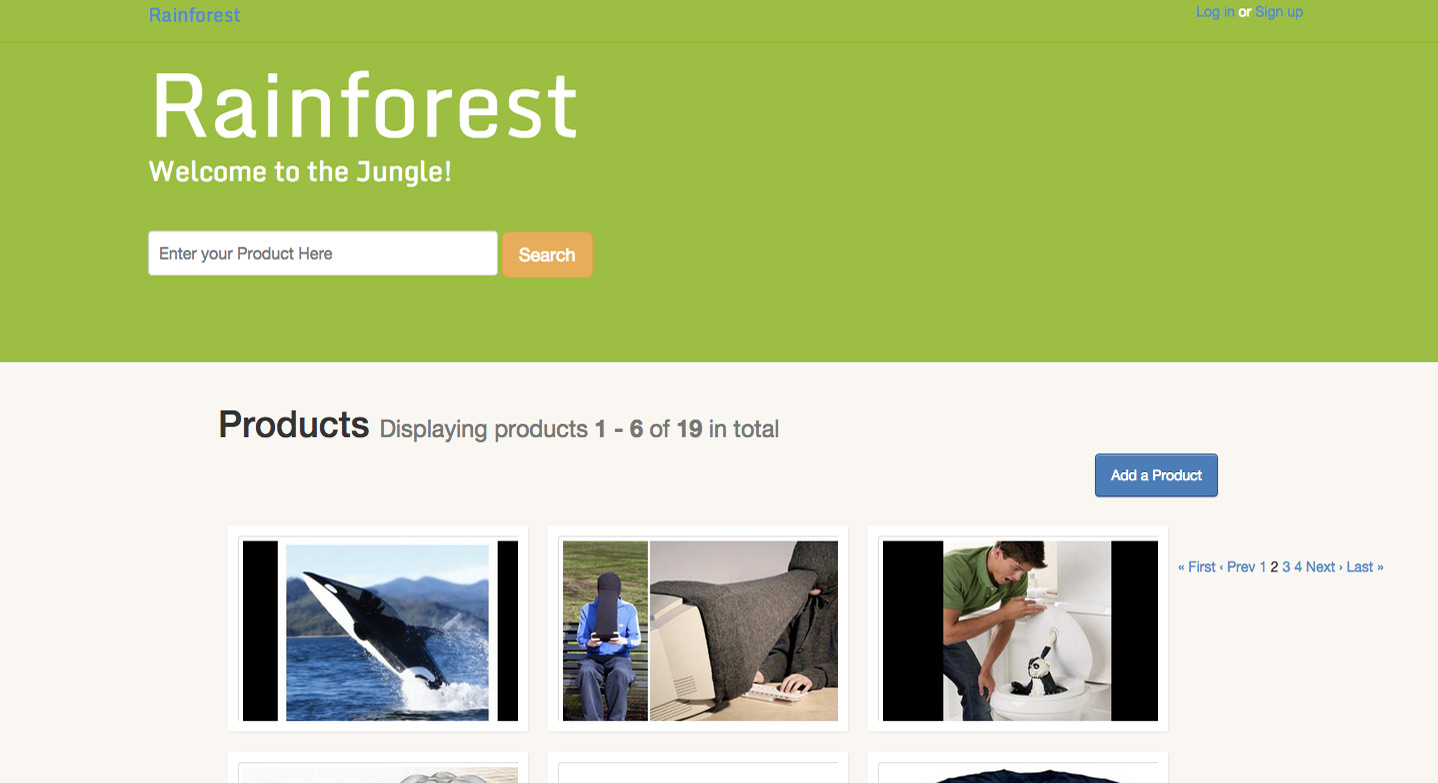 Rainforest
Log in or Sign up
Rainforest
Welcome to the Jungle!
Enter your Product Here
Search
Products Displaying products 1 - 6 of 19 in total
Add a Product
« First ‹ Prev 1 2 3 4 Next › Last »